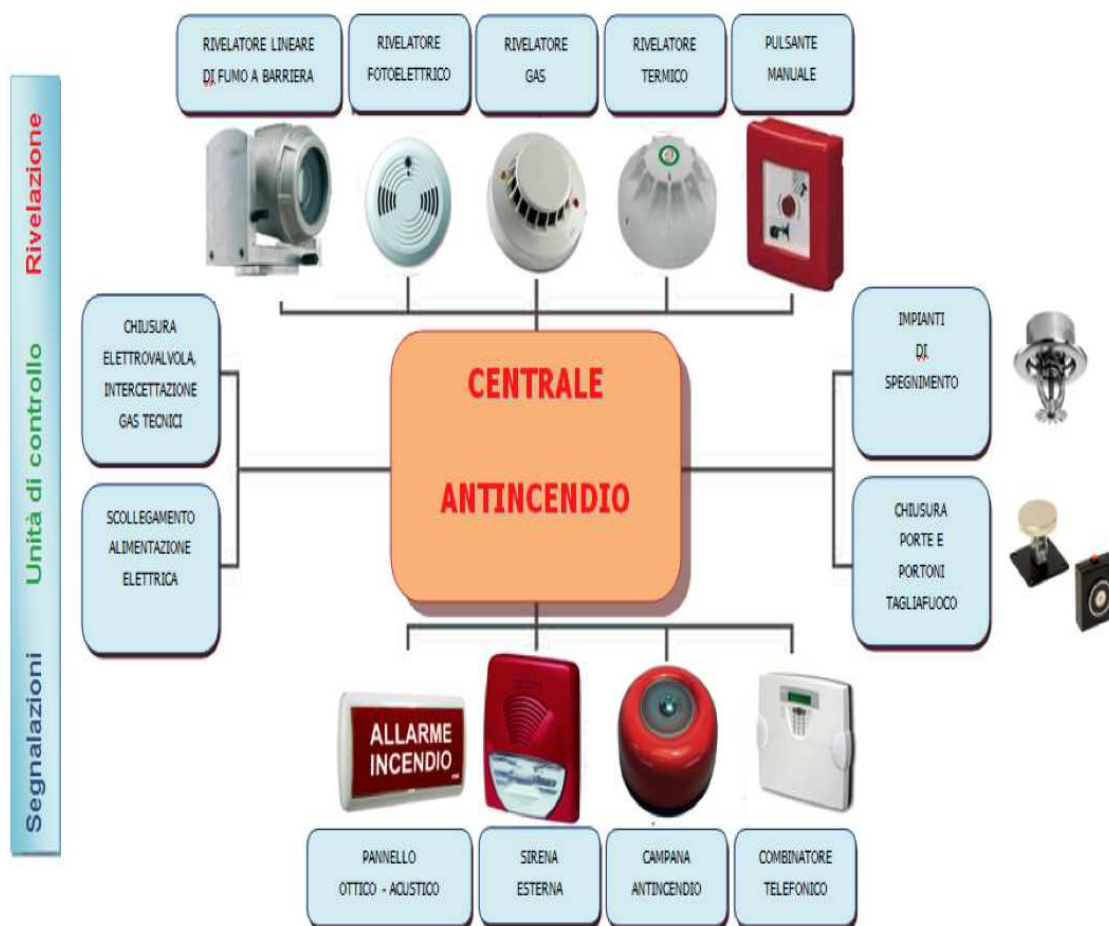 RIVELATORE LINEARE
DI FUMO A BARRIERA
RIVELATORE
FOTOELETTRICO
RIVELATORE
GAS
RIVELATORE
TERMICO
PULSANTE
MANUALE
Rivelazione
Unità di controllo
Segnalazioni
CHIUSURA
ELETTROVALVOLA,
INTERCETTAZIONE
GAS TECNICI
SCOLLEGAMENTO
ALIMENTAZIONE
ELETTRICA
CENTRALE
ANTINCENDIO
IMPIANTI
DI
SPEGNIMENTO
CHIUSURA
PORTE E
PORTONI
TAGLIAFUOCO
ALLARME
INCENDIO
PANNELLO
OTTICO - ACUSTICO
SIRENA
ESTERNA
CAMPANA
ANTINCENDIO
COMBINATORE
TELEFONICO